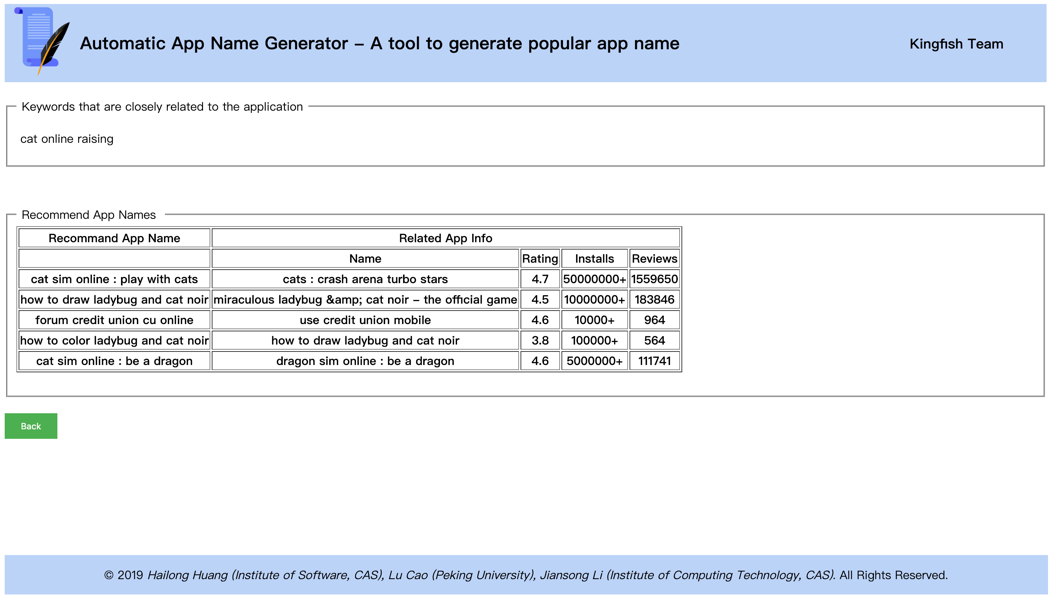 Automatic App Name Generator – A tool to generate popular app name Kingfish Team
Keywords that are closely related to the application
cat online raising
Recommend App Names
Recommand App Name Related App Info
Name Rating Installs Reviews
cat sim online : play with cats cats : crash arena turbo stars 4.7 50000000+ 1559650
how to draw ladybug and cat noir miraculous ladybug &amp; cat noir – the official game 4.5 10000000+ 183846
forum credit union cu online use credit union mobile 4.6 10000+ 964
how to color ladybug and cat noir how to draw ladybug and cat noir 3.8 100000+ 564
cat sim online : be a dragon dragon sim online : be a dragon 4.6 5000000+ 111741
Back
© 2019 Hailong Huang (Institute of Software, CAS), Lu Cao (Peking University), Jiansong Li (Institute of Computing Technology, CAS). All Rights Reserved.